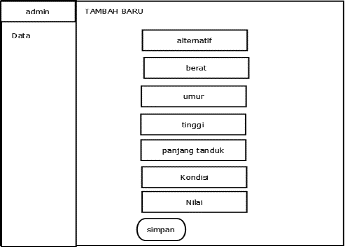 admin
TAMBAH BARU
Data
alternatif
berat
umur
tinggi
panjang tanduk
Kondisi
Nilai
simpan